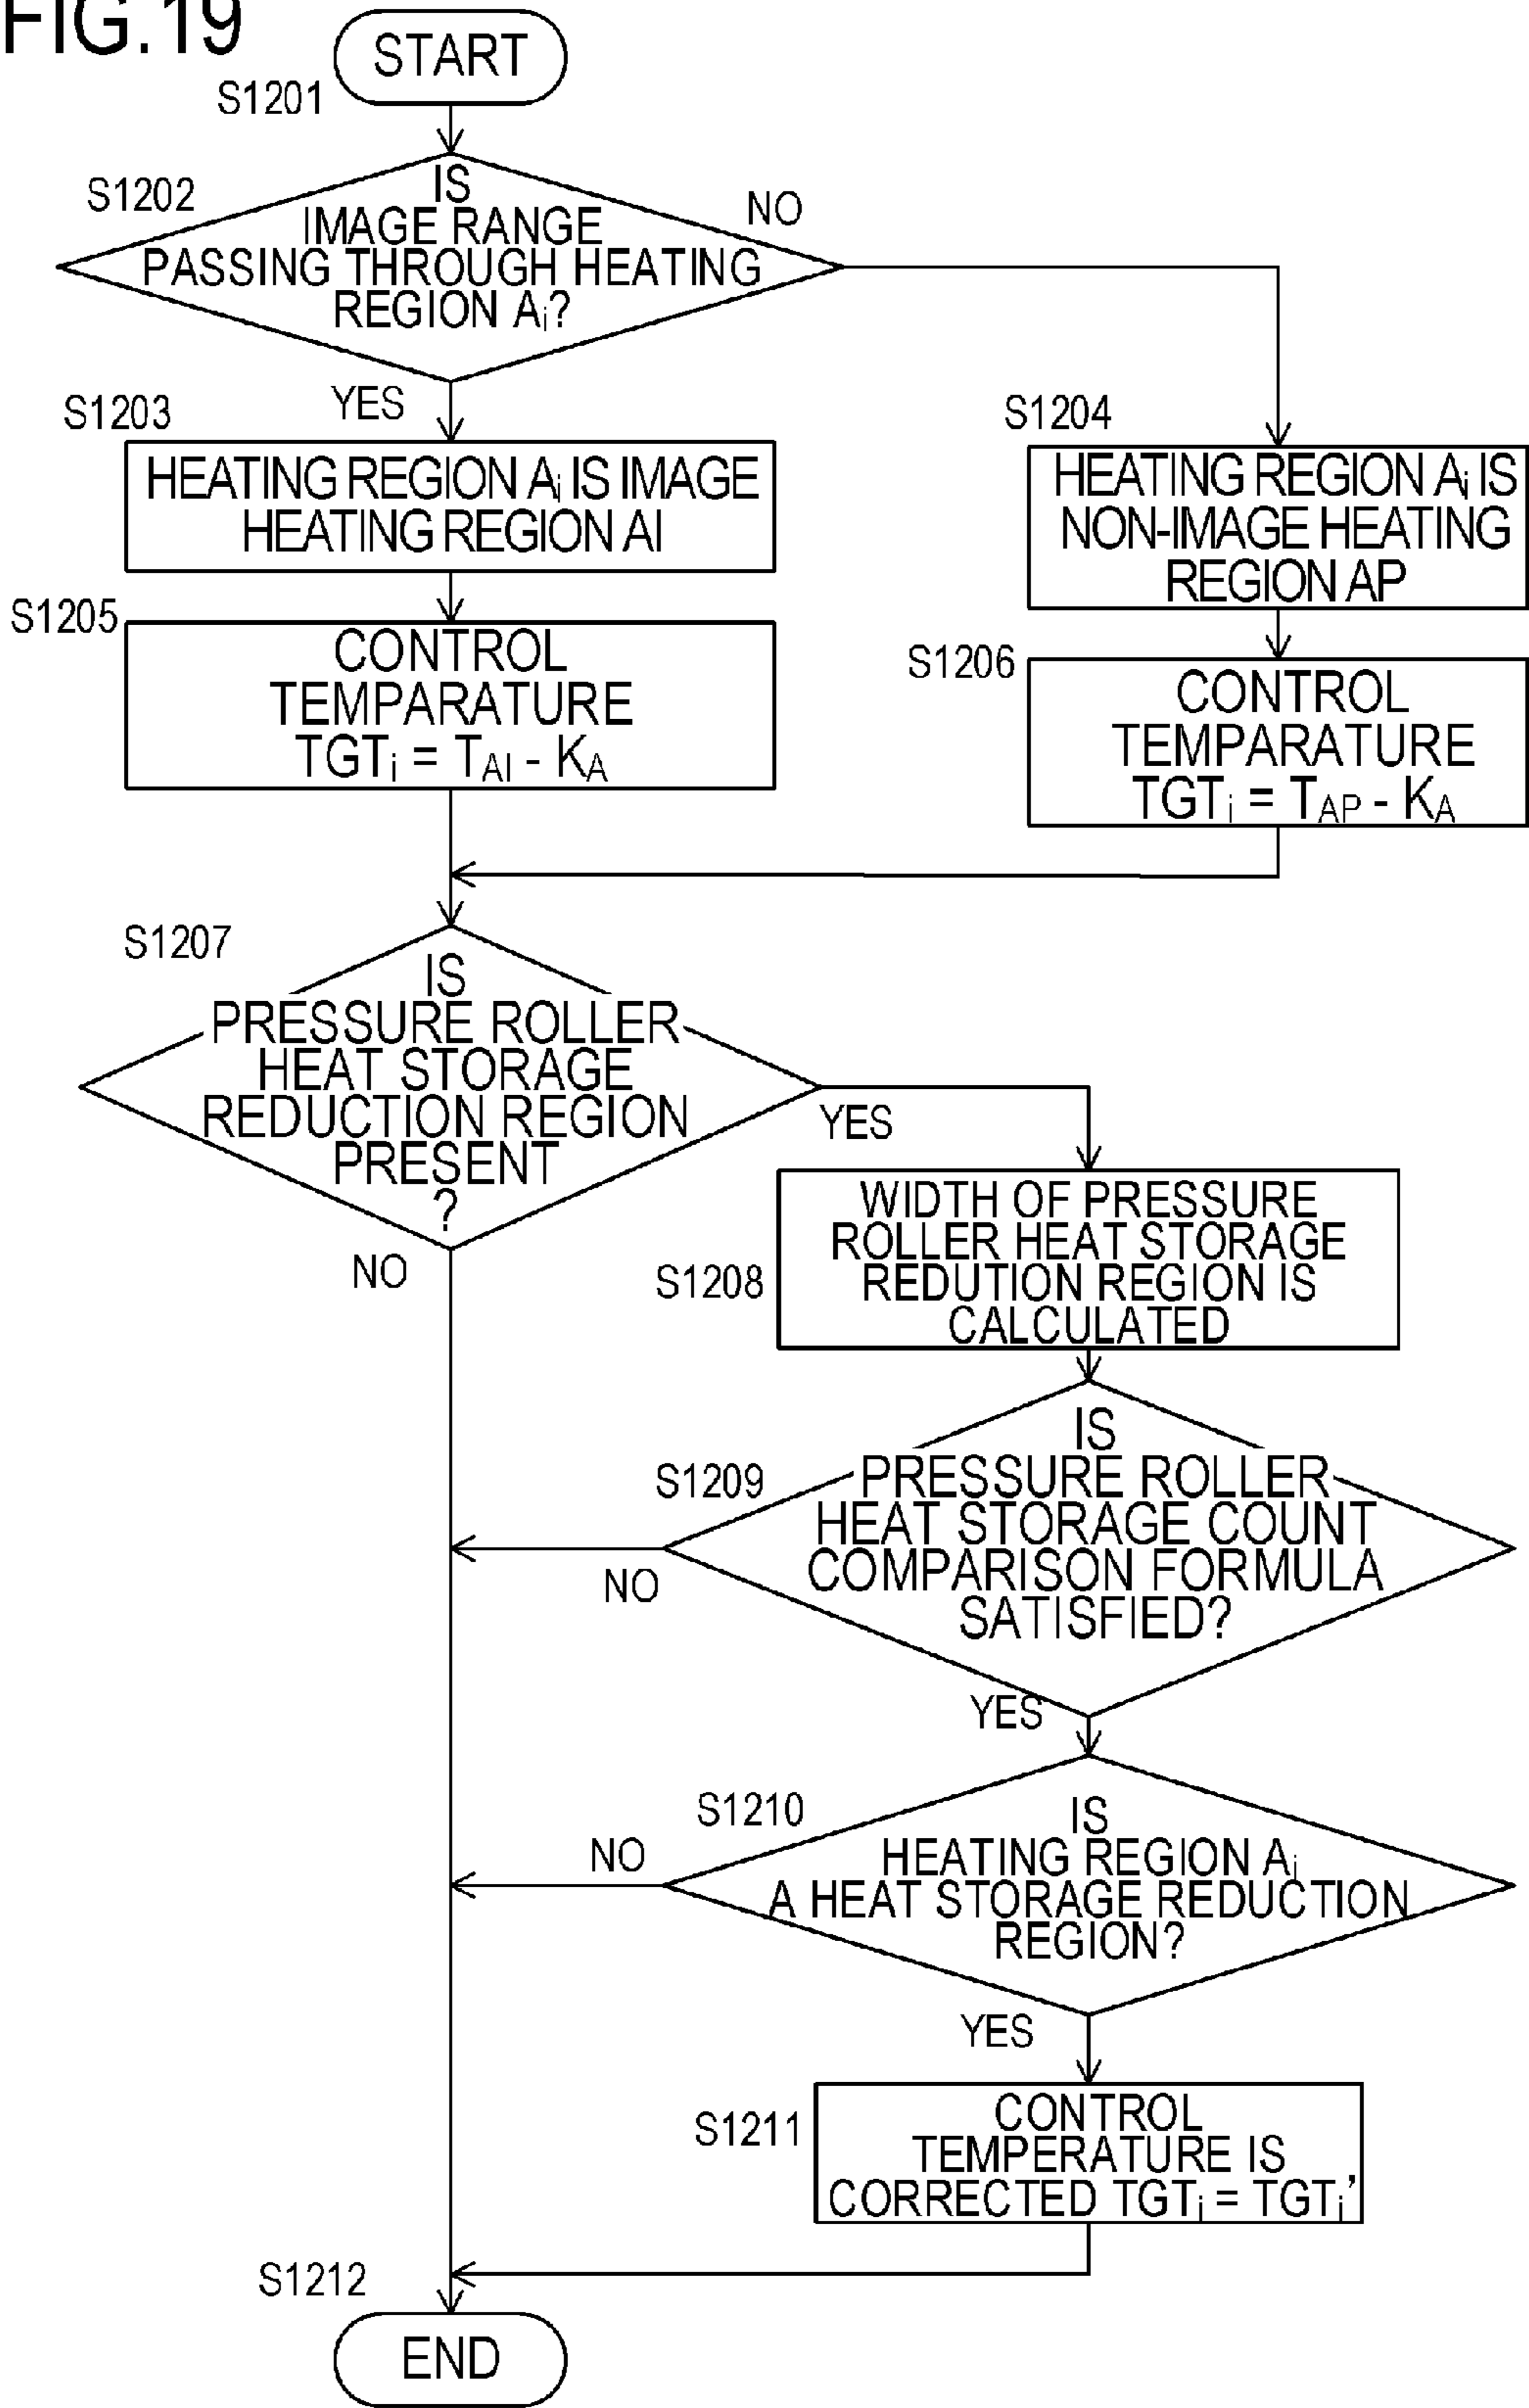 FIG.19
START
S1201
S1202
IS
IMAGE RANGE
PASSING THROUGH HEATING
REGION Ai?
NO
YES
S1203
HEATING REGION Ai IS IMAGE
HEATING REGION AI
S1204
HEATING REGION Ai IS
NON-IMAGE HEATING
REGION AP
S1205
CONTROL
TEMPARATURE
TGTi = TAI - KA
S1206
CONTROL
TEMPARATURE
TGTi = TAP - KA
S1207
IS
PRESSURE ROLLER
HEAT STORAGE
REDUCTION REGION
PRESENT
?
YES
NO
S1208
WIDTH OF PRESSURE
ROLLER HEAT STORAGE
REDUTION REGION IS
CALCULATED
S1209
IS
PRESSURE ROLLER
HEAT STORAGE COUNT
COMPARISON FORMULA
SATISFIED?
NO
YES
S1210
IS
HEATING REGION Ai
A HEAT STORAGE REDUCTION
REGION?
NO
YES
S1211
CONTROL
TEMPERATURE IS
CORRECTED TGTi = TGTi'
S1212
END